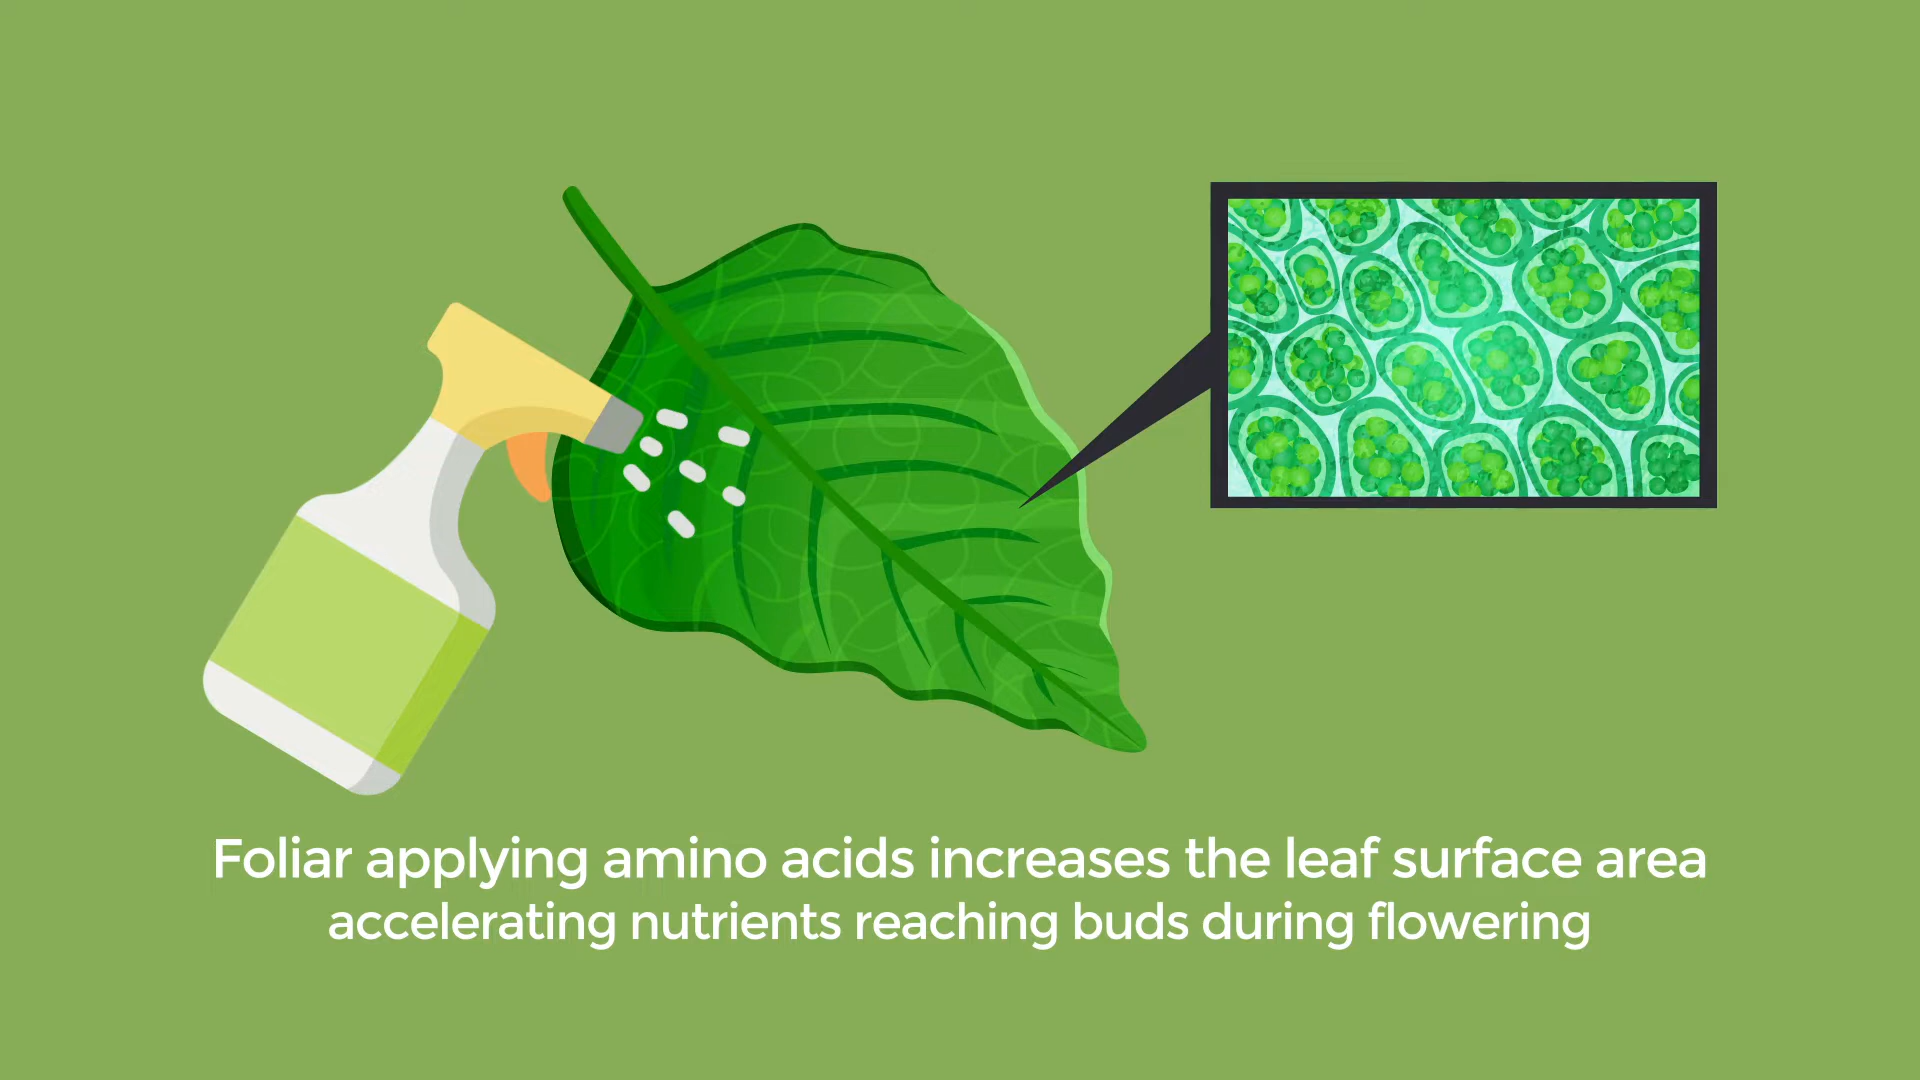 Foliar applying amino acids increases the leaf surface area
accelerating nutrients reaching buds during flowering